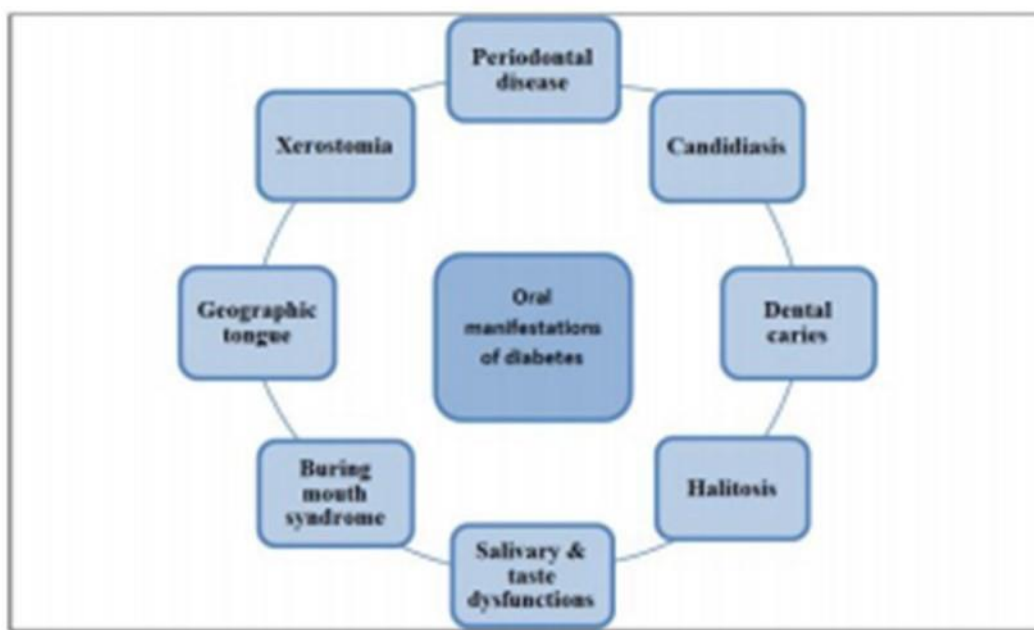 Periodontal
disease
Xerostomia
Candidiasis
Geographic
tongue
Oral
manifestations
of diabetes
Dental
caries
Buring
mouth
syndrome
Halitosis
Salivary &
taste
dysfunctions